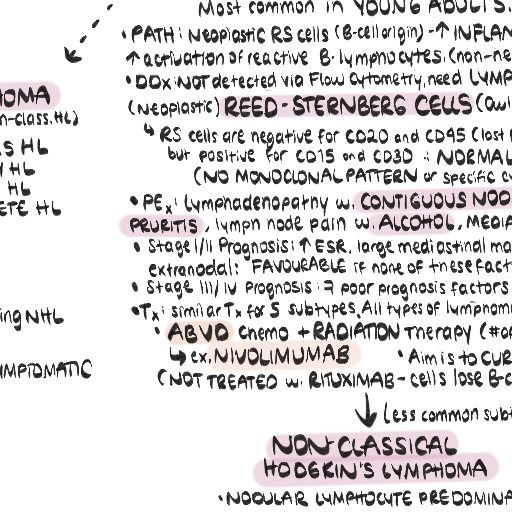 Most common in YOUNG ADULTS.
• PATH: Neoplastic RS cells (B-cell origin) → ↑ INFLAN
↑ activation of reactive B-lymphocytes. (non-ne
• DDx: NOT detected via Flow Cytometry, need LYMP
(Neoplastic) REED-STERNBERG CELLS (Owl
↳ RS cells are negative for CD20 and CD45 (lost
but positive for CD15 and CD30 ∴ NORMAL
(NO MONOCLONAL PATTERN or specific c
• PEx: Lymphadenopathy w. CONTIGUOUS NOD
PRURITIS, lymph node pain w. ALCOHOL, MEDIA
• Stage I/II Prognosis: ↑ ESR, large mediastinal ma
extranodal: FAVOURABLE if none of these fact
• Stage III/IV Prognosis: 7 poor prognosis factors
• Tx: similar Tx for 5 subtypes. All types of lymphom
• ABVD chemo + RADIATION Therapy (#o
↳ ex. NIVOLIMUMAB • Aim is to CUR
(NOT TREATED w. RITUXIMAB - cells lose B-c
Less common subt
NON-CLASSICAL
HODGKIN'S LYMPHOMA
• NODULAR LYMPHOCYTE PREDOMINA
HOMA
n-class. HL)
S HL
HL
HL
ETE HL
ing NHL
MPTOMATIC